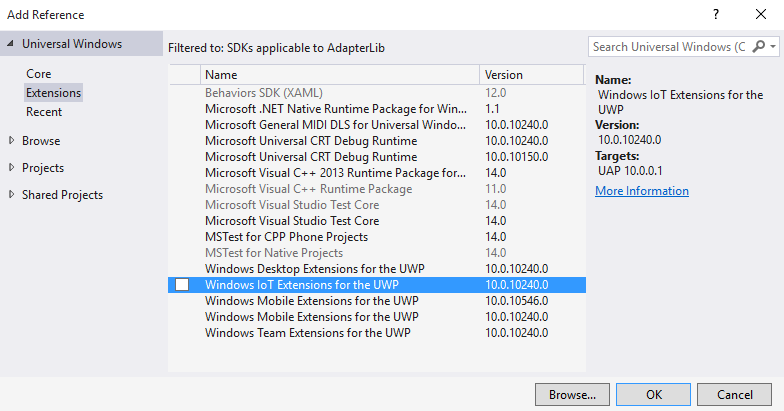 Add Reference
? X
Universal Windows
Core
Extensions
Recent
Browse
Projects
Shared Projects
Filtered to: SDKs applicable to AdapterLib
Name Version
Behaviors SDK (XAML) 12.0
Microsoft .NET Native Runtime Package for Win... 1.1
Microsoft General MIDI DLS for Universal Windo... 10.0.10240.0
Microsoft Universal CRT Debug Runtime 10.0.10240.0
Microsoft Universal CRT Debug Runtime 10.0.10150.0
Microsoft Visual C++ 2013 Runtime Package for... 14.0
Microsoft Visual C++ Runtime Package 11.0
Microsoft Visual Studio Test Core 14.0
Microsoft Visual Studio Test Core 14.0
MSTest for CPP Phone Projects 14.0
MSTest for Native Projects 14.0
Windows Desktop Extensions for the UWP 10.0.10240.0
Windows IoT Extensions for the UWP 10.0.10240.0
Windows Mobile Extensions for the UWP 10.0.10546.0
Windows Mobile Extensions for the UWP 10.0.10240.0
Windows Team Extensions for the UWP 10.0.10240.0
Search Universal Windows (C
Name:
Windows IoT Extensions for the
UWP
Version:
10.0.10240.0
Targets:
UAP 10.0.0.1
More Information
Browse... OK Cancel